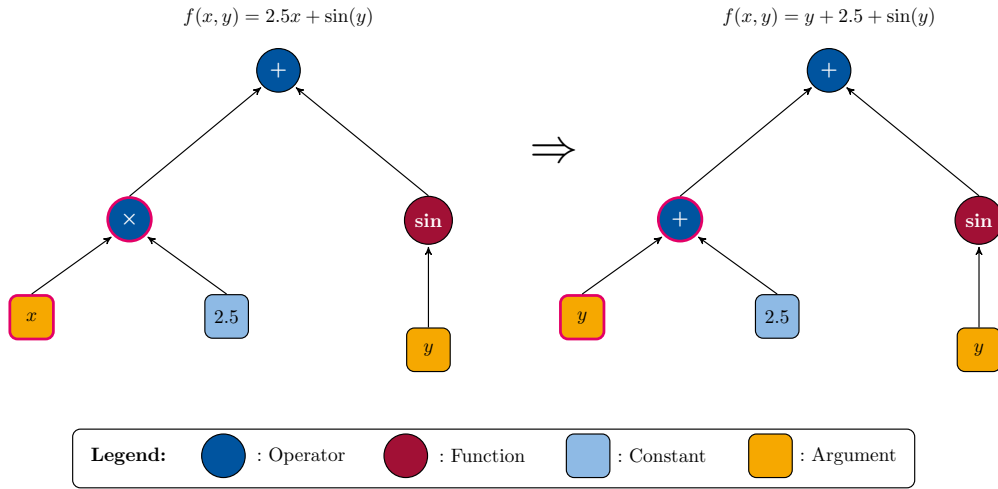 f(x, y) = 2.5x + sin(y)
f(x, y) = y + 2.5 + sin(y)
+
+
⇒
×
sin
+
sin
x
2.5
y
2.5
y
y
Legend: : Operator : Function : Constant : Argument